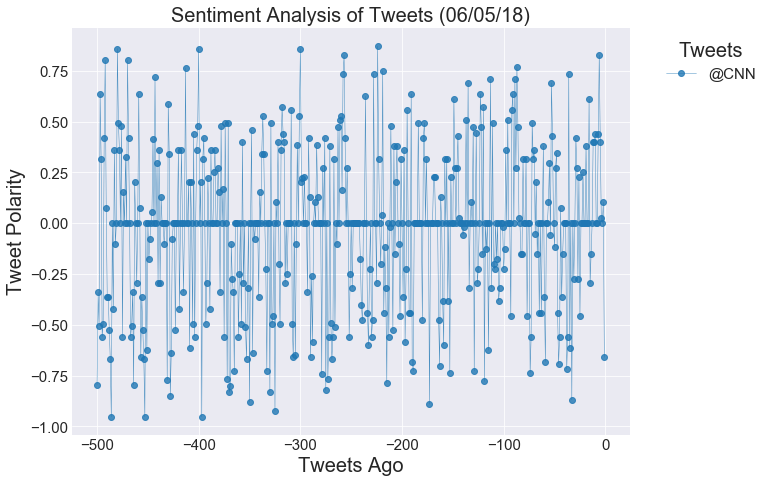 Sentiment Analysis of Tweets (06/05/18)
Tweets
@CNN
Tweet Polarity
0.75
0.50
0.25
0.00
−0.25
−0.50
−0.75
−1.00
−500 −400 −300 −200 −100 0
Tweets Ago